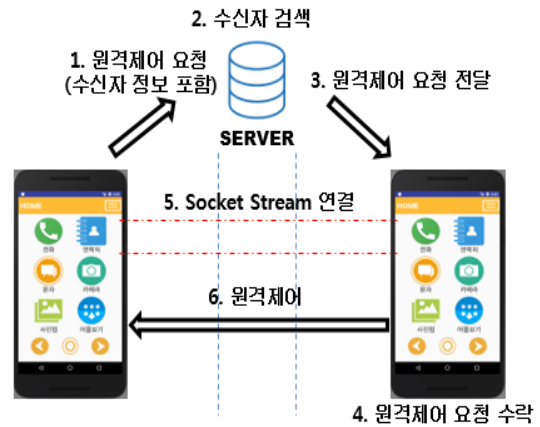 2. 수신자 검색
1. 원격제어 요청
(수신자 정보 포함)
3. 원격제어 요청 전달
SERVER
HOME
전화
연락처
문자
카메라
사진첩
어플보기
5. Socket Stream 연결
6. 원격제어
HOME
전화
연락처
문자
카메라
사진첩
어플보기
4. 원격제어 요청 수락